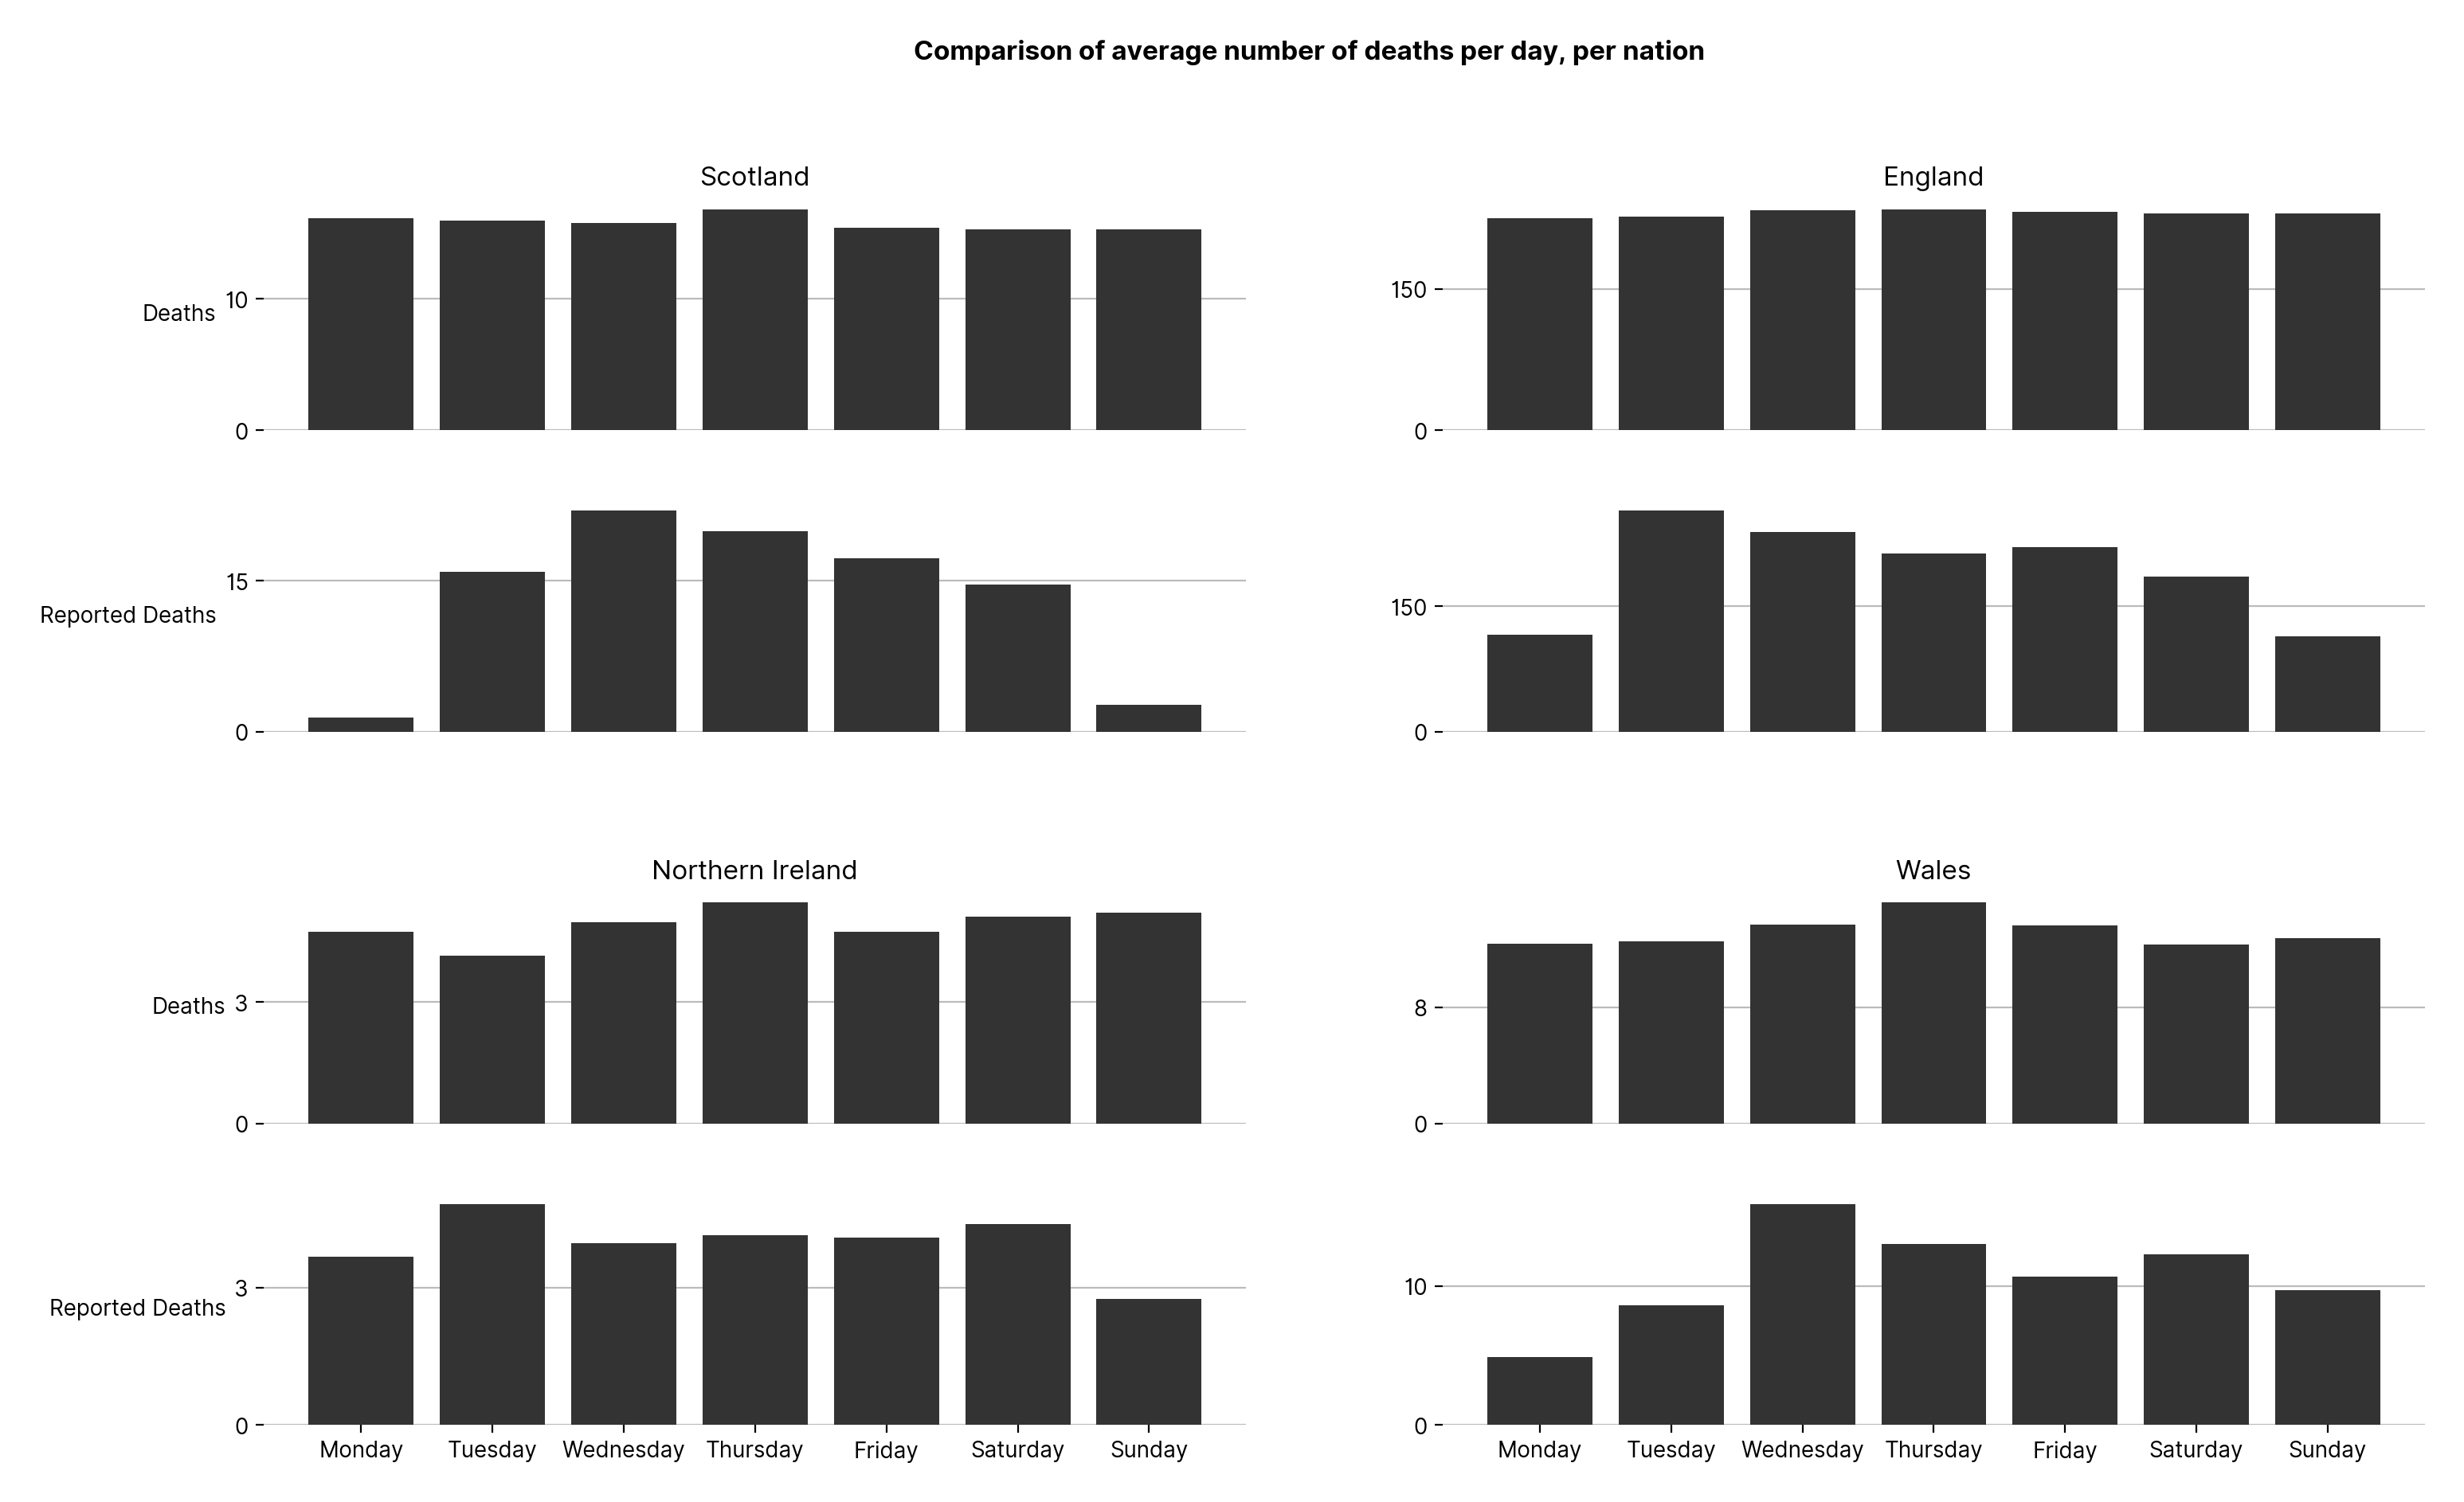 Comparison of average number of deaths per day, per nation
Scotland
England
Deaths
10
0
150
0
Reported Deaths
15
0
150
0
Northern Ireland
Wales
Deaths
3
0
8
0
Reported Deaths
3
0
10
0
Monday Tuesday Wednesday Thursday Friday Saturday Sunday
Monday Tuesday Wednesday Thursday Friday Saturday Sunday